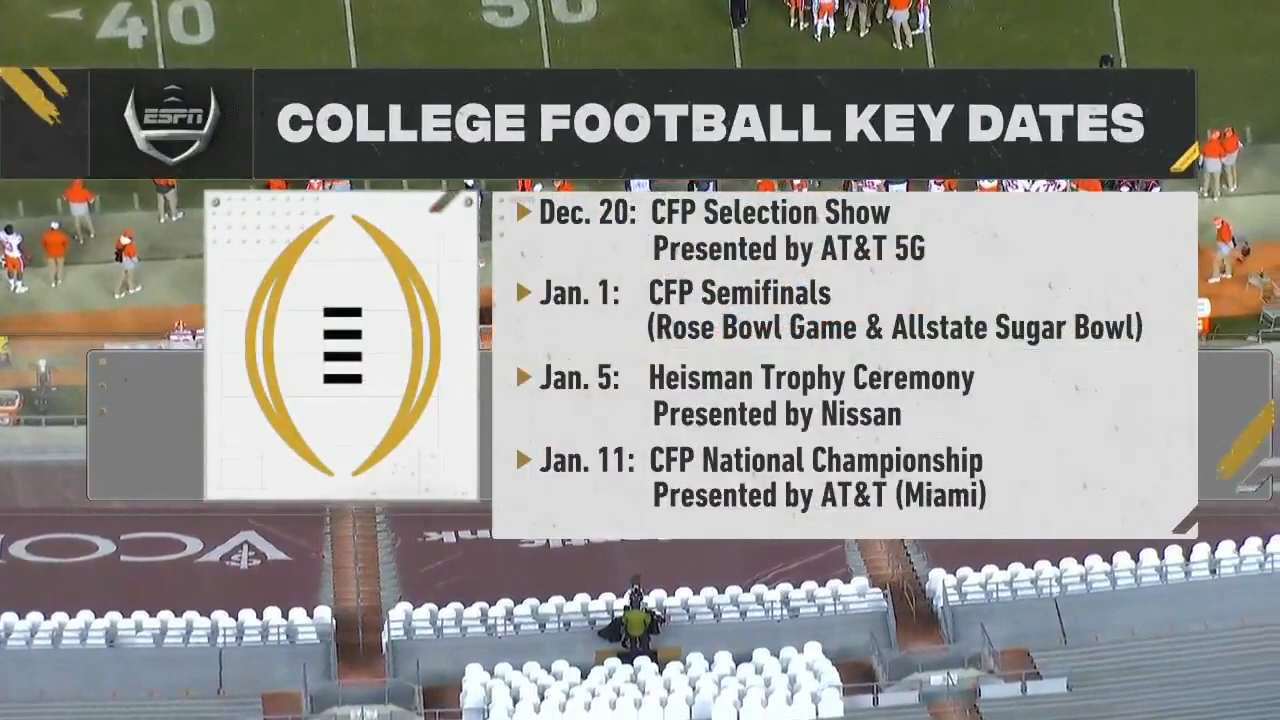 40
50
ESPN
COLLEGE FOOTBALL KEY DATES
Dec. 20: CFP Selection Show
Presented by AT&T 5G
Jan. 1: CFP Semifinals
(Rose Bowl Game & Allstate Sugar Bowl)
Jan. 5: Heisman Trophy Ceremony
Presented by Nissan
Jan. 11: CFP National Championship
Presented by AT&T (Miami)